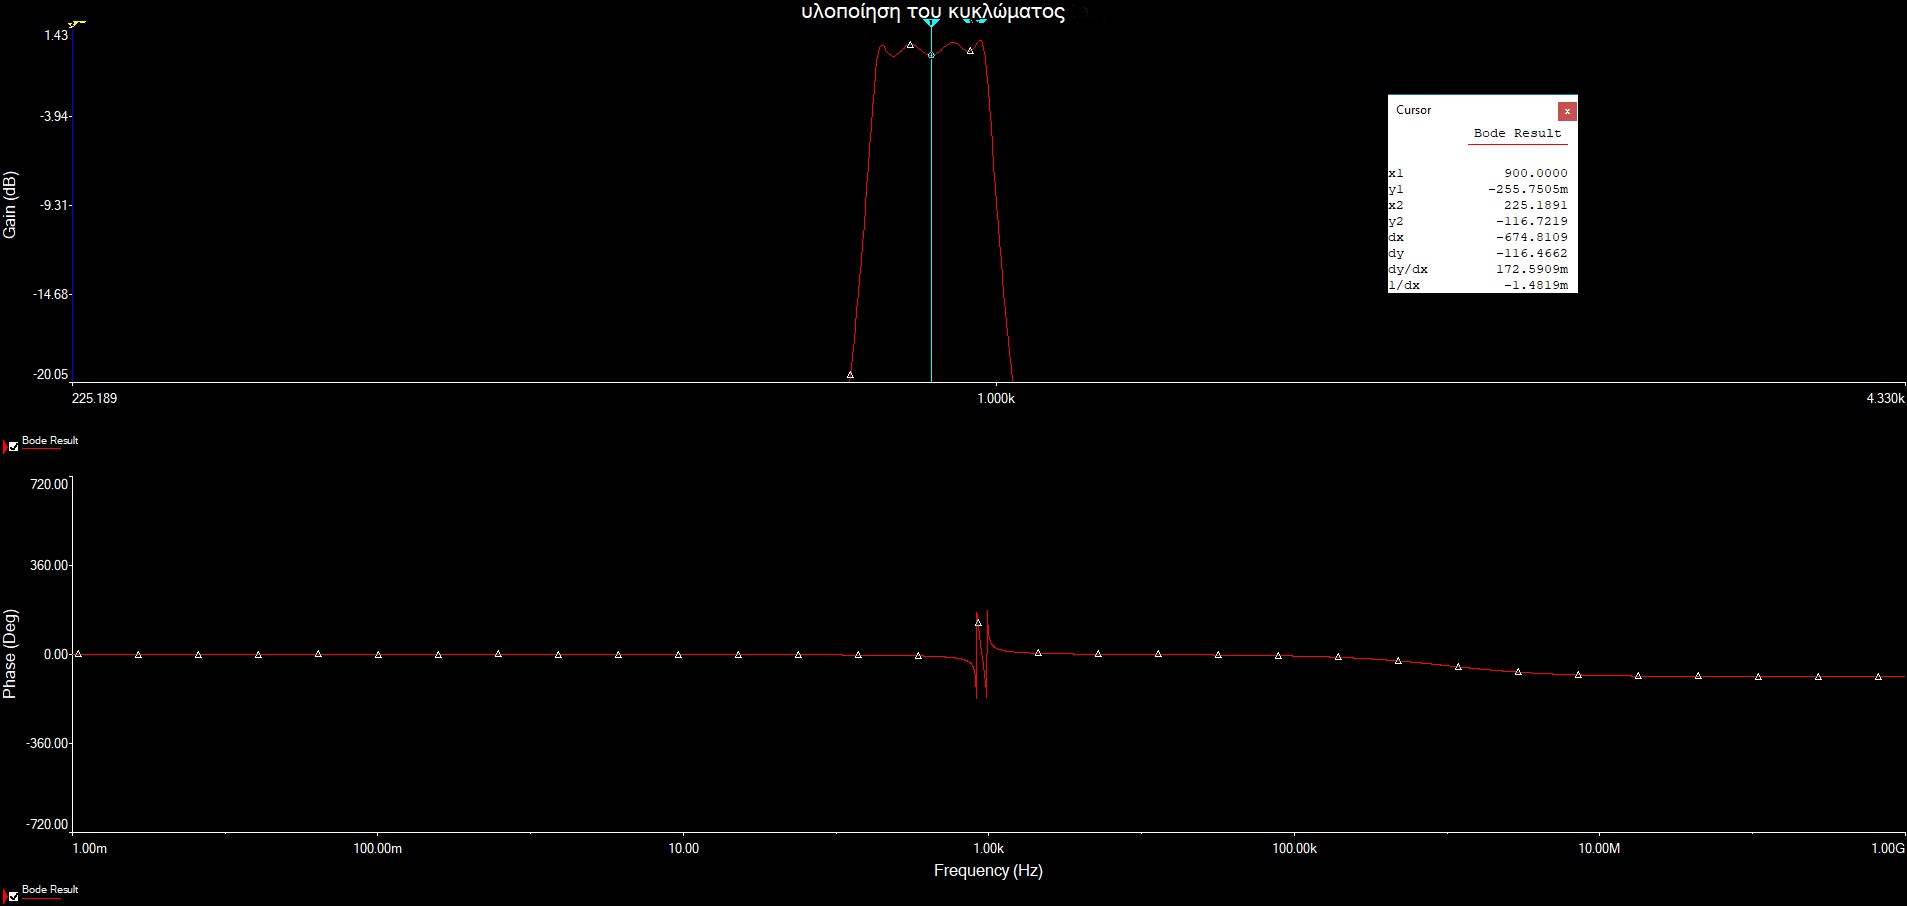 υλοποίηση του κυκλώματος
1.43
-3.94
-9.31
-14.68
-20.05
Gain (dB)
225.189
1.000k
4.330k
Cursor
x
Bode Result
x1 900.0000
y1 -255.7505m
x2 225.1891
y2 -116.7219
dx -674.8109
dy -116.4662
dy/dx 172.5909m
1/dx -1.4819m
Bode Result
720.00
360.00
0.00
-360.00
-720.00
Phase (Deg)
1.00m
100.00m
10.00
1.00k
100.00k
10.00M
1.00G
Frequency (Hz)
Bode Result